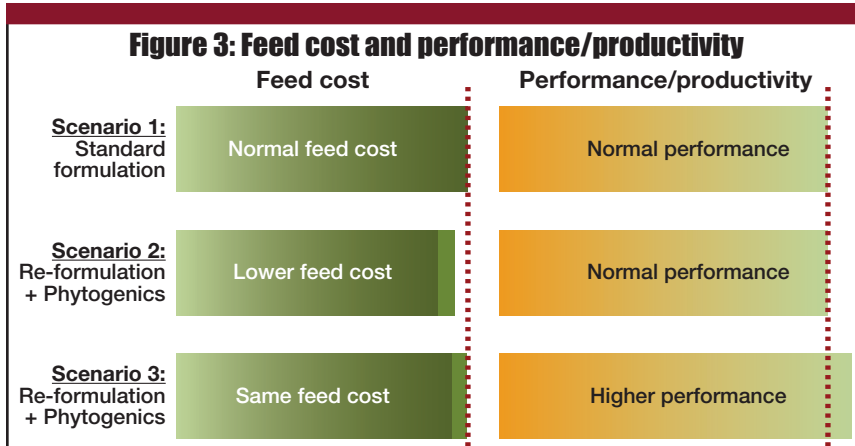 Figure 3: Feed cost and performance/productivity
Feed cost
Performance/productivity
Scenario 1:
Standard
formulation
Normal feed cost
Normal performance
Scenario 2:
Re-formulation
+ Phytogenics
Lower feed cost
Normal performance
Scenario 3:
Re-formulation
+ Phytogenics
Same feed cost
Higher performance